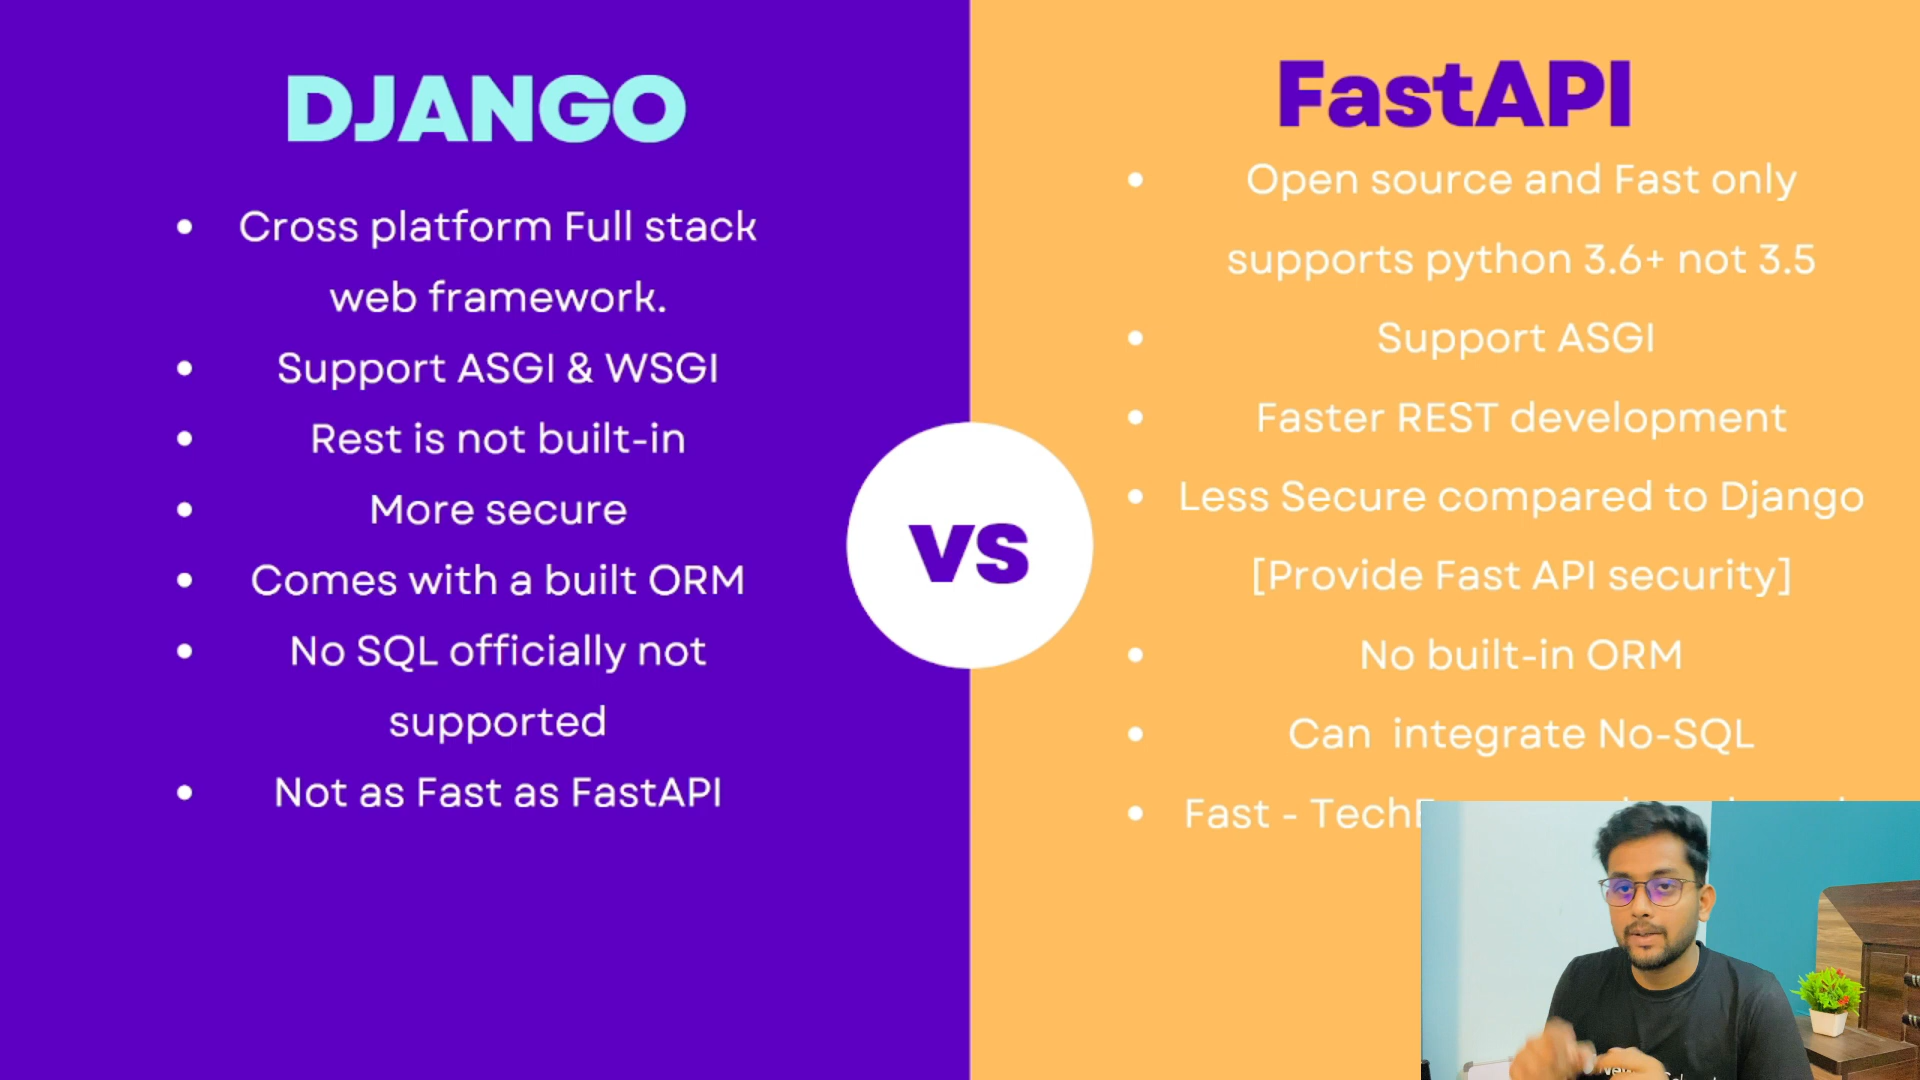 DJANGO
Cross platform Full stack
web framework.
Support ASGI & WSGI
Rest is not built-in
More secure
Comes with a built ORM
No SQL officially not
supported
Not as Fast as FastAPI
VS
FastAPI
Open source and Fast only
supports python 3.6+ not 3.5
Support ASGI
Faster REST development
Less Secure compared to Django
[Provide Fast API security]
No built-in ORM
Can integrate No-SQL
Fast -